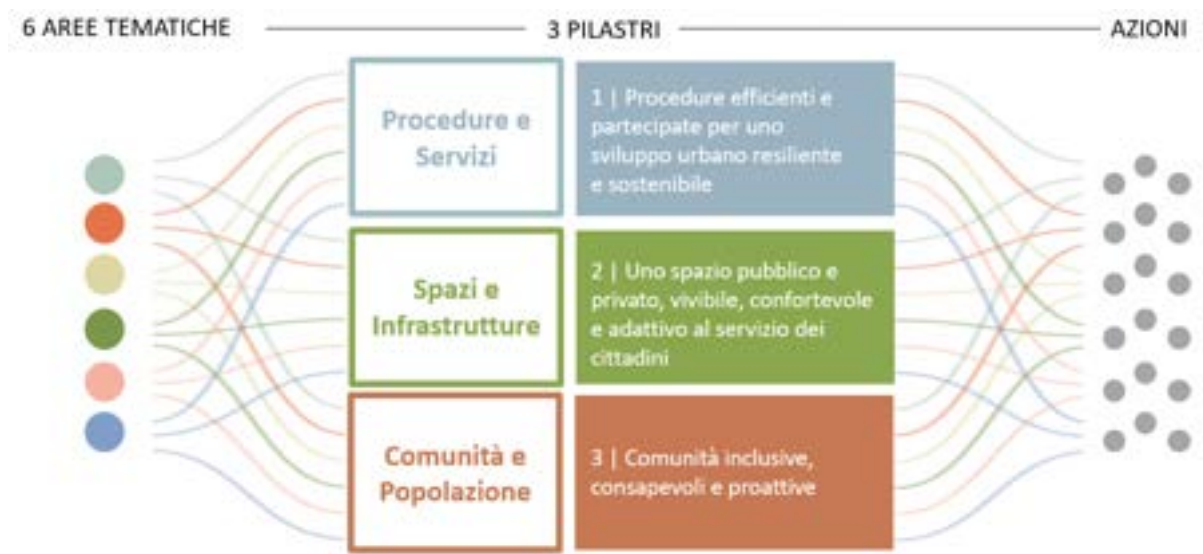 6 AREE TEMATICHE
3 PILASTRI
AZIONI
Procedure e
Servizi
1 | Procedure efficienti e
partecipate per uno
sviluppo urbano resiliente
e sostenibile
Spazi e
Infrastrutture
2 | Uno spazio pubblico e
privato, vivibile, confortevole
e adattivo al servizio dei
cittadini
Comunità e
Popolazione
3 | Comunità inclusive,
consapevoli e proattive